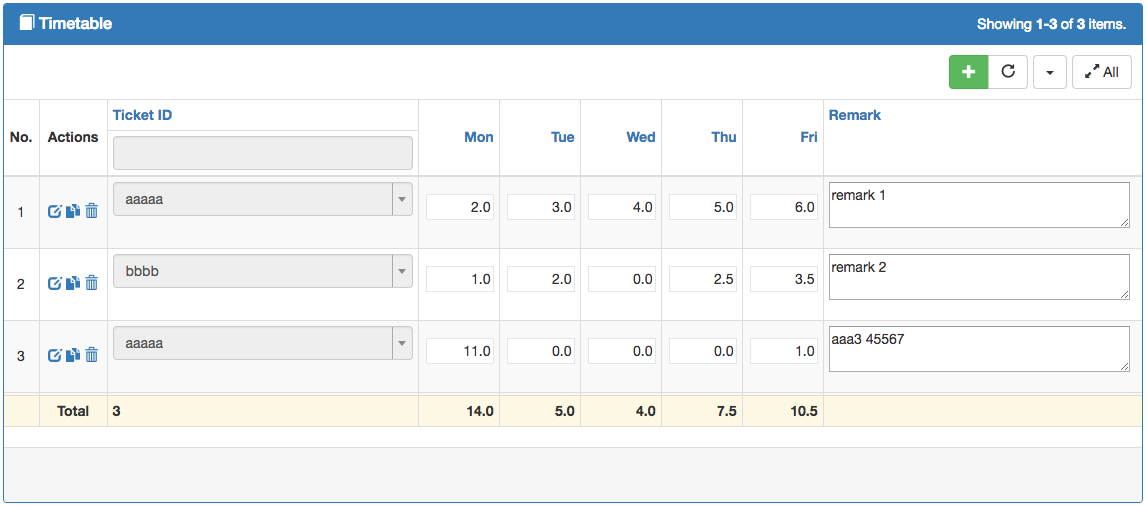 Timetable Showing 1-3 of 3 items.
All
No. Actions Ticket ID Mon Tue Wed Thu Fri Remark
1 aaaaa 2.0 3.0 4.0 5.0 6.0 remark 1
2 bbbb 1.0 2.0 0.0 2.5 3.5 remark 2
3 aaaaa 11.0 0.0 0.0 0.0 1.0 aaa3 45567
Total 3 14.0 5.0 4.0 7.5 10.5